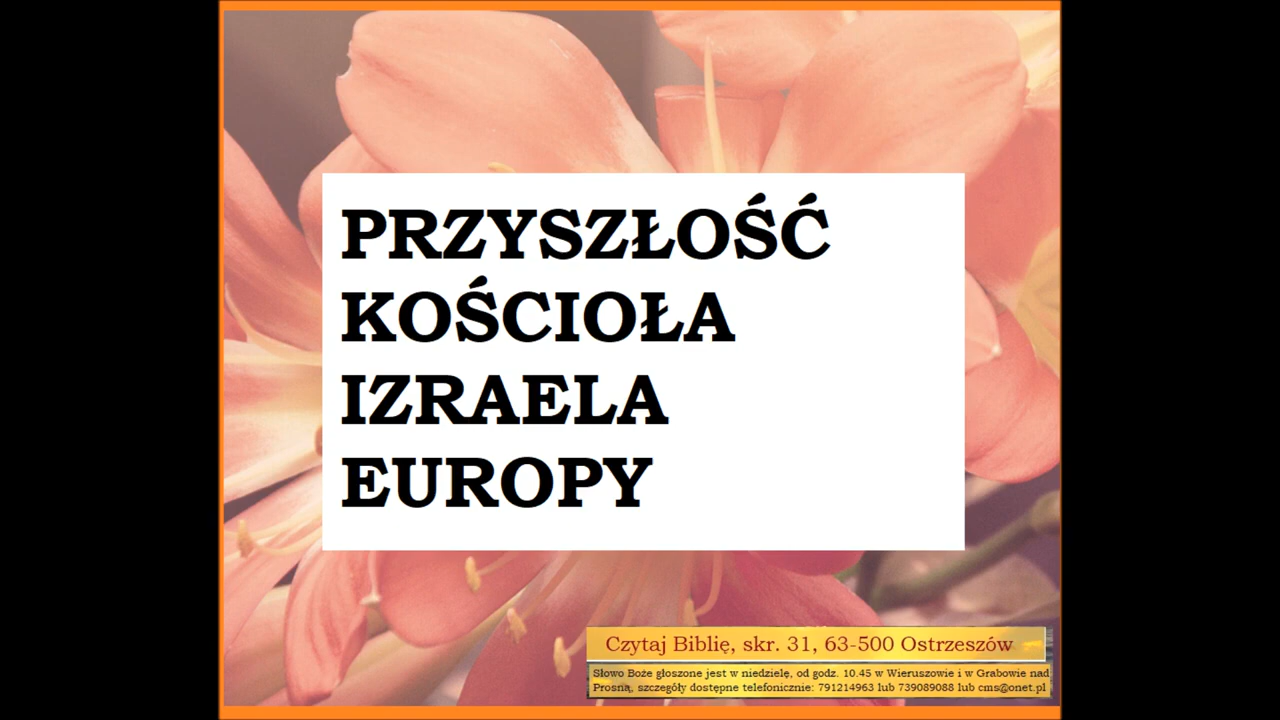 PRZYSZŁOŚĆ
KOŚCIOŁA
IZRAELA
EUROPY
Czytaj Biblię, skr. 31, 63-500 Ostrzeszów
Słowo Boże głoszone jest w niedzielę, od godz. 10.45 w Wieruszowie i w Grabowie nad
Prosną, szczegóły dostępne telefonicznie: 791214963 lub 739089088 lub cms@onet.pl